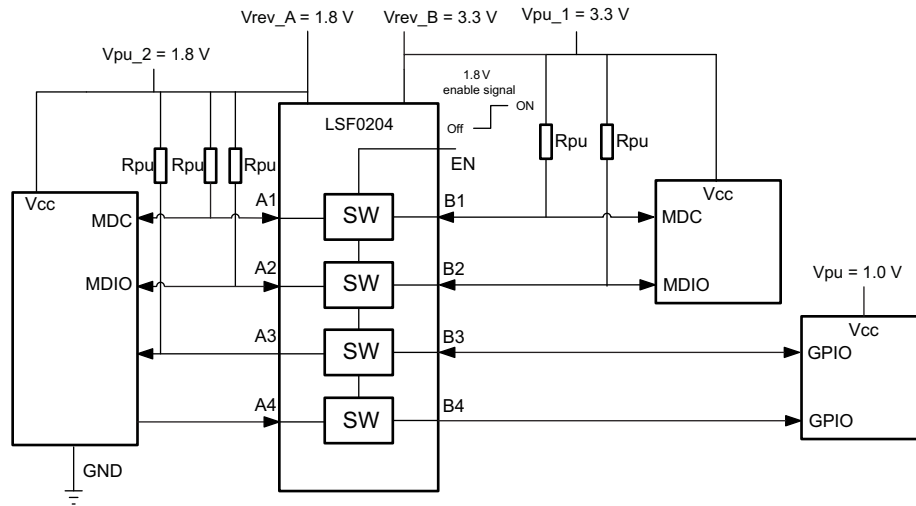 Vrev_A = 1.8 V
Vrev_B = 3.3 V
Vpu_1 = 3.3 V
Vpu_2 = 1.8 V
1.8 V
enable signal
ON
Off
LSF0204
EN
Rpu
Rpu
Rpu
Rpu
Rpu
Vcc
MDC
A1
SW
B1
Vcc
MDC
MDIO
A2
SW
B2
MDIO
Vpu = 1.0 V
A3
SW
B3
Vcc
GPIO
A4
SW
B4
GPIO
GND